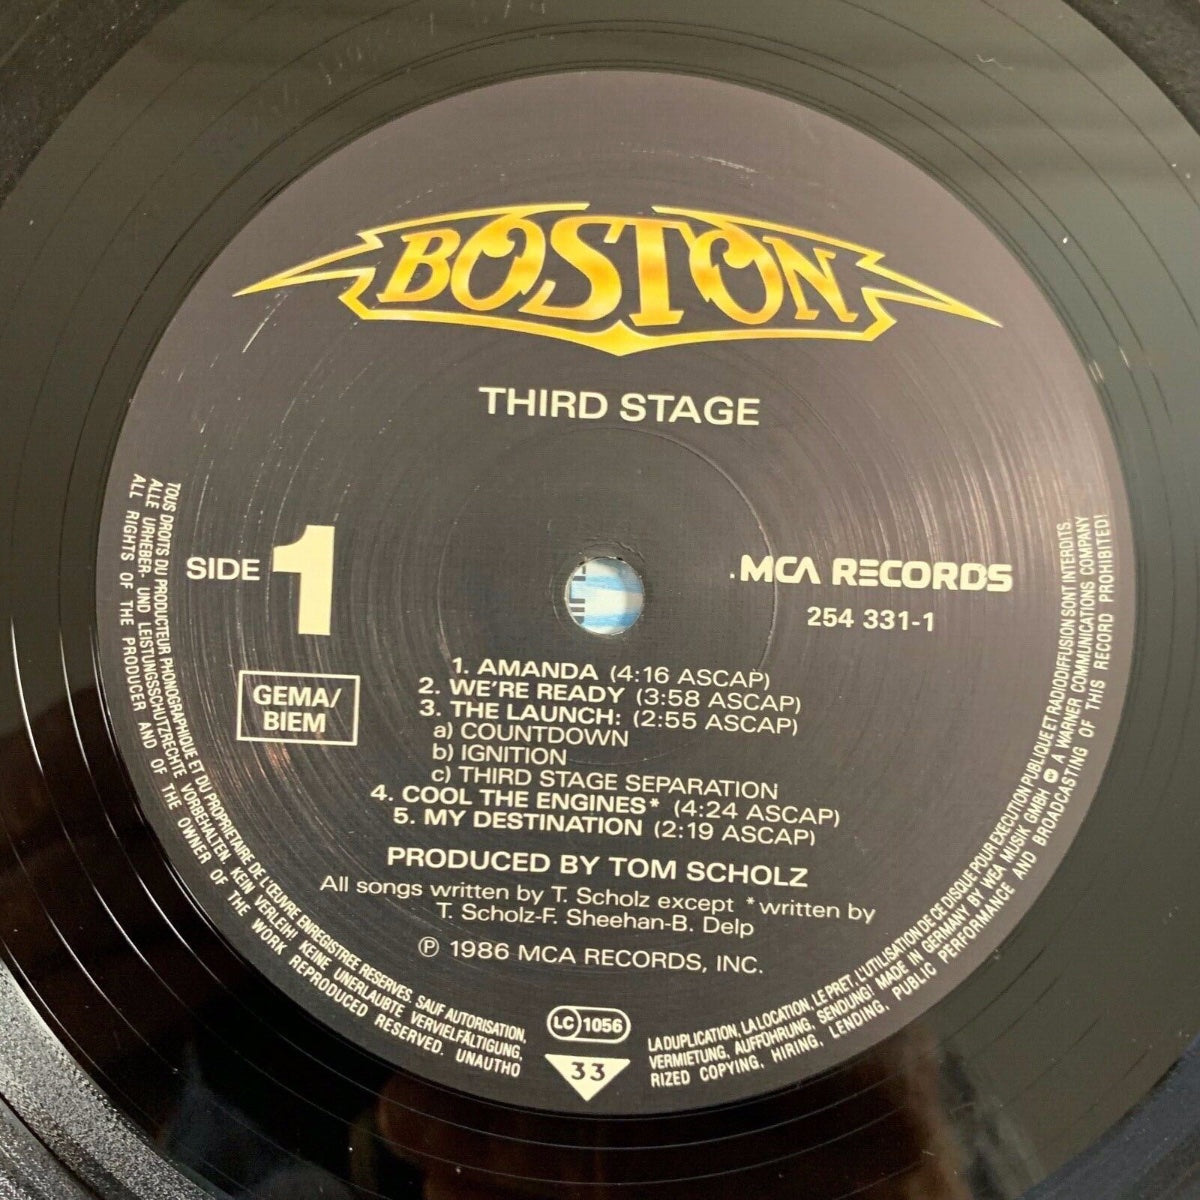 BOSTON
THIRD STAGE
SIDE 1
MCA RECORDS
254 331-1
GEMA/
BIEM
1. AMANDA (4:16 ASCAP)
2. WE'RE READY (3:58 ASCAP)
3. THE LAUNCH: (2:55 ASCAP)
a) COUNTDOWN
b) IGNITION
c) THIRD STAGE SEPARATION
4. COOL THE ENGINES* (4:24 ASCAP)
5. MY DESTINATION (2:19 ASCAP)
PRODUCED BY TOM SCHOLZ
All songs written by T. Scholz except *written by
T. Scholz-F. Sheehan-B. Delp
℗ 1986 MCA RECORDS, INC.
LC 1056
33
TOUS DROITS DU PRODUCTEUR PHONOGRAPHIQUE ET DU PROPRIETAIRE DE L'ŒUVRE ENREGISTREE RESERVES. SAUF AUTORISATION,
LA DUPLICATION, LA LOCATION, LE PRET, L'UTILISATION DE CE DISQUE POUR EXECUTION PUBLIQUE ET RADIODIFFUSION SONT INTERDITS.
ALLE URHEBER- UND LEISTUNGSSCHUTZRECHTE VORBEHALTEN. KEIN VERLEIH! KEINE UNERLAUBTE VERVIELFÄLTIGUNG,
VERMIETUNG, AUFFÜHRUNG, SENDUNG! MADE IN GERMANY BY WEA MUSIK GMBH A WARNER COMMUNICATIONS COMPANY
ALL RIGHTS OF THE PRODUCER AND OF THE OWNER OF THE WORK REPRODUCED RESERVED. UNAUTHO
RIZED COPYING, HIRING, LENDING, PUBLIC PERFORMANCE AND BROADCASTING OF THIS RECORD PROHIBITED!